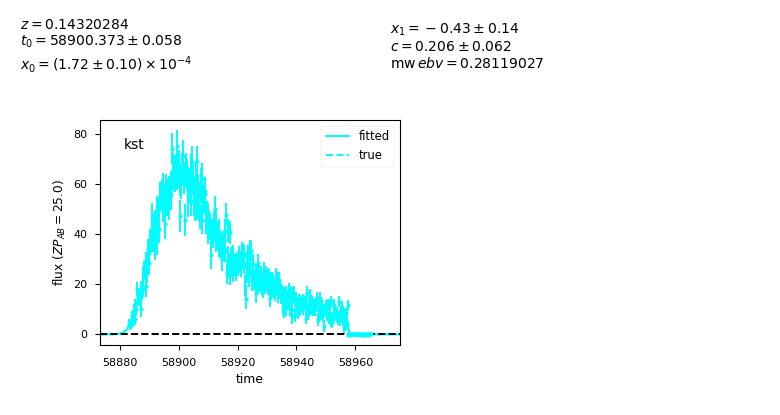 z = 0.14320284
t₀ = 58900.373 ± 0.058
x₀ = (1.72 ± 0.10) × 10⁻⁴
x₁ = −0.43 ± 0.14
c = 0.206 ± 0.062
mw ebv = 0.28119027
kst
fitted
true
80
60
40
20
0
flux (ZP_AB = 25.0)
58880 58900 58920 58940 58960
time